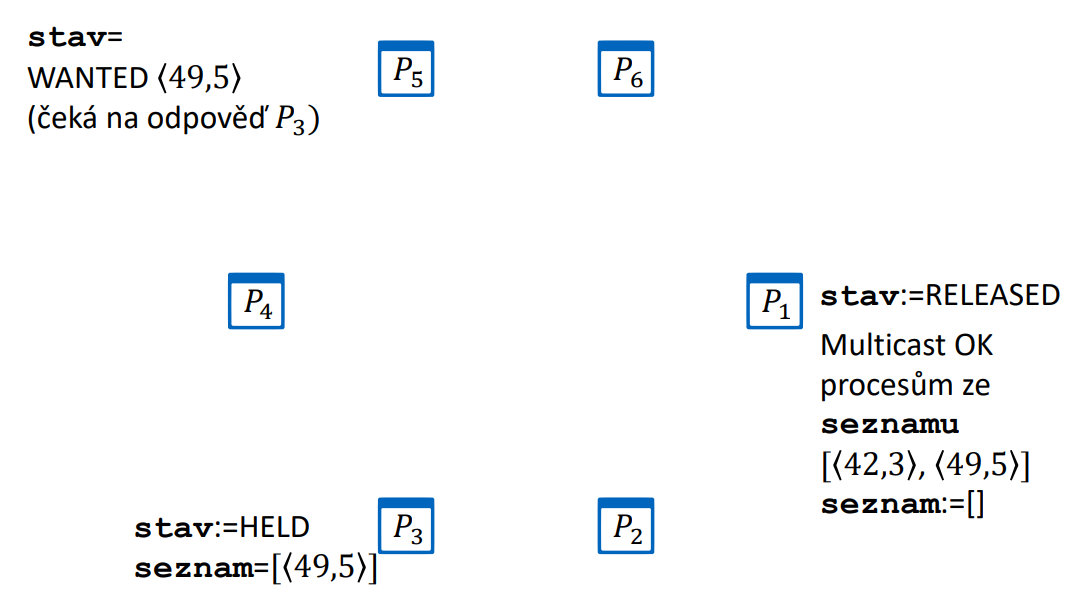 stav=
WANTED ⟨49,5⟩
(čeká na odpověď P₃)
P₅
P₆
P₄
P₁
stav:=RELEASED
Multicast OK
procesům ze
seznamu
[⟨42,3⟩, ⟨49,5⟩]
seznam:=[]
stav:=HELD
seznam=[⟨49,5⟩]
P₃
P₂